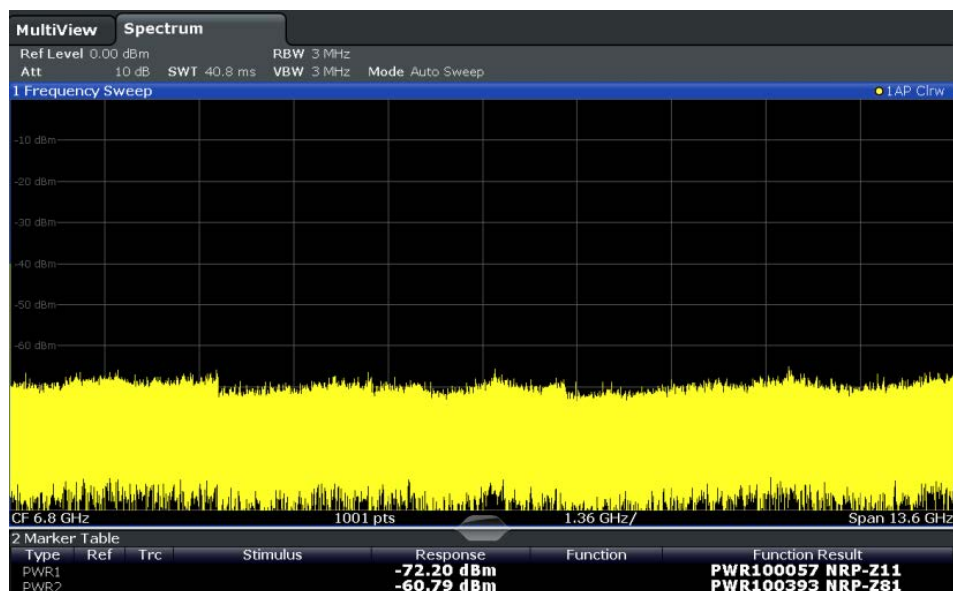 MultiView Spectrum
Ref Level 0.00 dBm RBW 3 MHz
Att 10 dB SWT 40.8 ms VBW 3 MHz Mode Auto Sweep
1 Frequency Sweep 1AP Clrw
-10 dBm
-20 dBm
-30 dBm
-40 dBm
-50 dBm
-60 dBm
CF 6.8 GHz 1001 pts 1.36 GHz/ Span 13.6 GHz
2 Marker Table
Type Ref Trc Stimulus Response Function Function Result
PWR1 -72.20 dBm PWR100057 NRP-Z11
PWR2 -60.79 dBm PWR100393 NRP-Z81